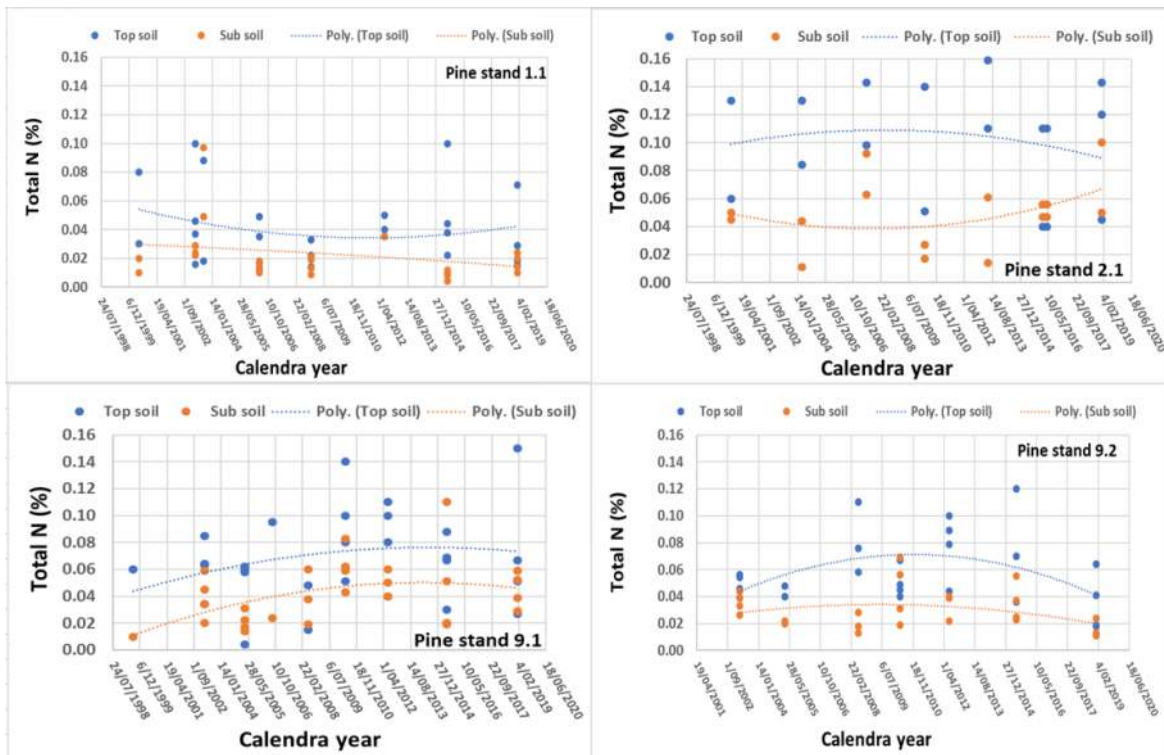 Top soil Sub soil Poly. (Top soil) Poly. (Sub soil)
Pine stand 1.1
Total N (%)
0.16
0.14
0.12
0.10
0.08
0.06
0.04
0.02
0.00
24/07/1998 6/12/1999 19/04/2001 1/09/2002 14/01/2004 28/05/2005 10/10/2006 22/02/2008 6/07/2009 18/11/2010 1/04/2012 14/08/2013 27/12/2014 10/05/2016 22/09/2017 4/02/2019 18/06/2020
Calendra year
Top soil Sub soil Poly. (Top soil) Poly. (Sub soil)
Total N (%)
0.16
0.14
0.12
0.10
0.08
0.06
0.04
0.02
0.00
Pine stand 2.1
24/07/1998 6/12/1999 19/04/2001 1/09/2002 14/01/2004 28/05/2005 10/10/2006 22/02/2008 6/07/2009 18/11/2010 1/04/2012 14/08/2013 27/12/2014 10/05/2016 22/09/2017 4/02/2019 18/06/2020
Calendra year
Top soil Sub soil Poly. (Top soil) Poly. (Sub soil)
Total N (%)
0.16
0.14
0.12
0.10
0.08
0.06
0.04
0.02
0.00
Pine stand 9.1
24/07/1998 6/12/1999 19/04/2001 1/09/2002 14/01/2004 28/05/2005 10/10/2006 22/02/2008 6/07/2009 18/11/2010 1/04/2012 14/08/2013 27/12/2014 10/05/2016 22/09/2017 4/02/2019 18/06/2020
Calendra year
Top soil Sub soil Poly. (Top soil) Poly. (Sub soil)
Pine stand 9.2
Total N (%)
0.16
0.14
0.12
0.10
0.08
0.06
0.04
0.02
0.00
19/04/2001 1/09/2002 14/01/2004 28/05/2005 10/10/2006 22/02/2008 6/07/2009 18/11/2010 1/04/2012 14/08/2013 27/12/2014 10/05/2016 22/09/2017 4/02/2019 18/06/2020
Calendra year